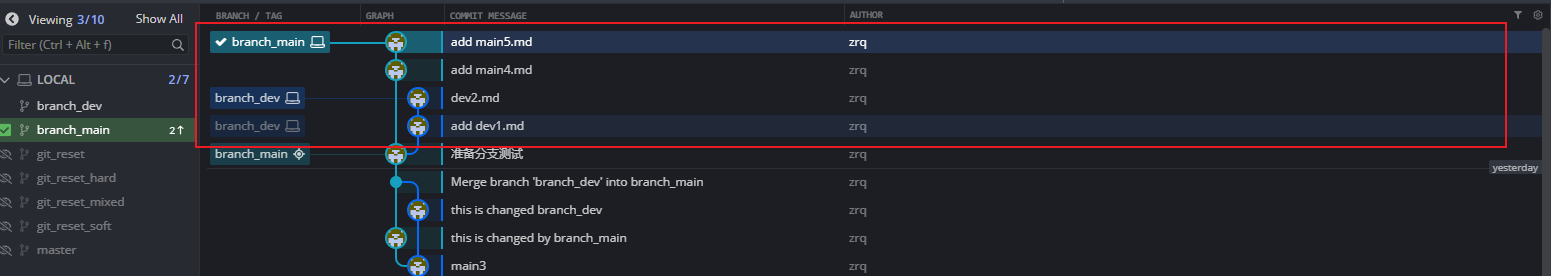 Viewing 3/10 Show All
BRANCH / TAG GRAPH COMMIT MESSAGE AUTHOR
Filter (Ctrl + Alt + f)
branch_main add main5.md zrq
add main4.md zrq
LOCAL 2/7
branch_dev dev2.md zrq
branch_dev
branch_dev add dev1.md zrq
branch_main 2↑
branch_main 准备分支测试 zrq
git_reset
yesterday
git_reset_hard
Merge branch 'branch_dev' into branch_main zrq
git_reset_mixed
this is changed branch_dev zrq
git_reset_soft
this is changed by branch_main zrq
master
main3 zrq